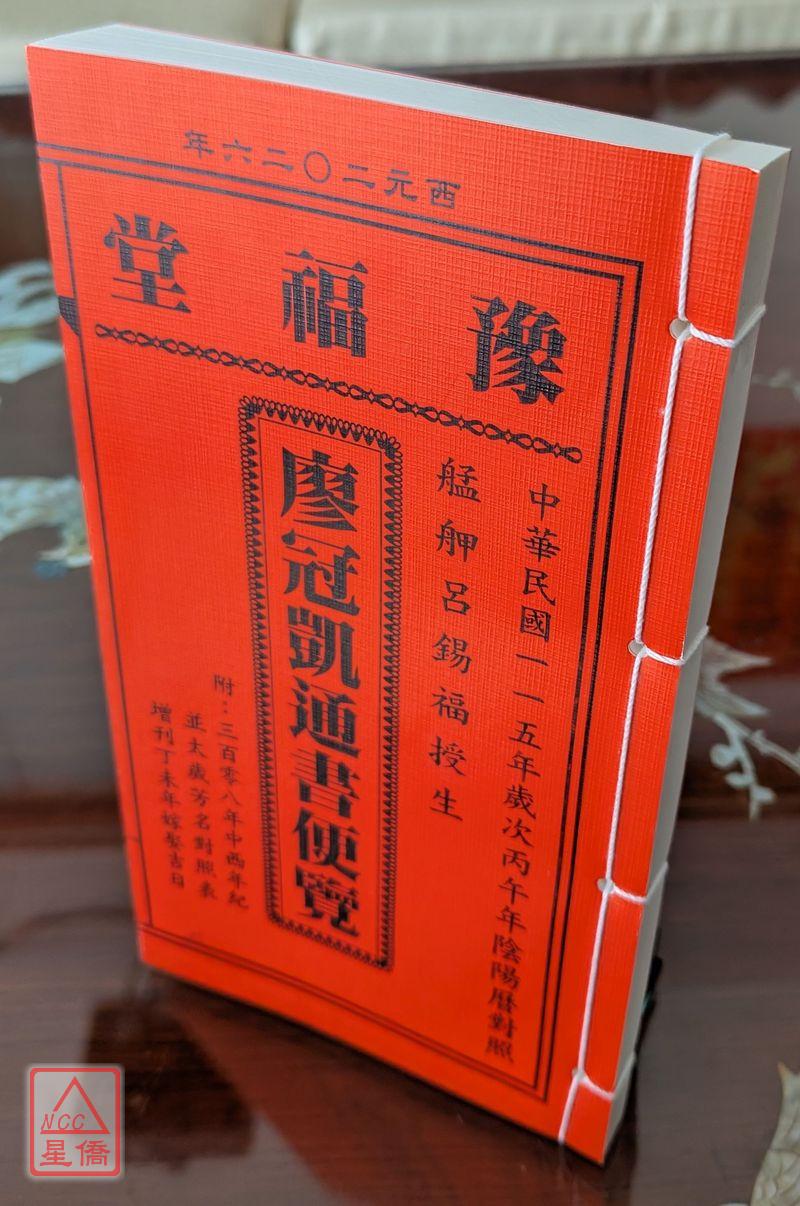 西元二〇二六年
豫福堂
中華民國一一五年歲次丙午年陰陽曆對照
艋舺呂錫福授生
廖冠凱通書便覽
附：三百零八年中西年紀
並太歲芳名對照表
增刊丁未年嫁娶吉日
NCC
星僑